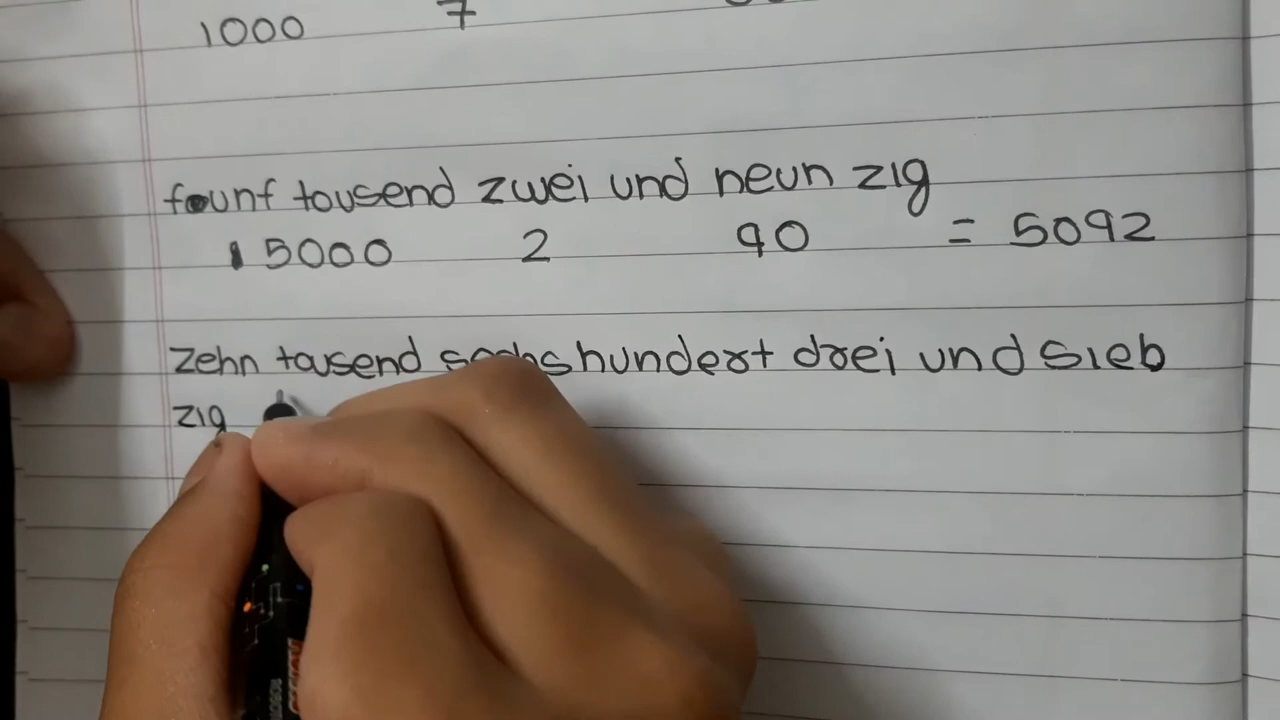 1000 7
founf tousend zwei und neun zig
5000 2 90 = 5092
zehn tausend sechshundert drei und sieb
zig